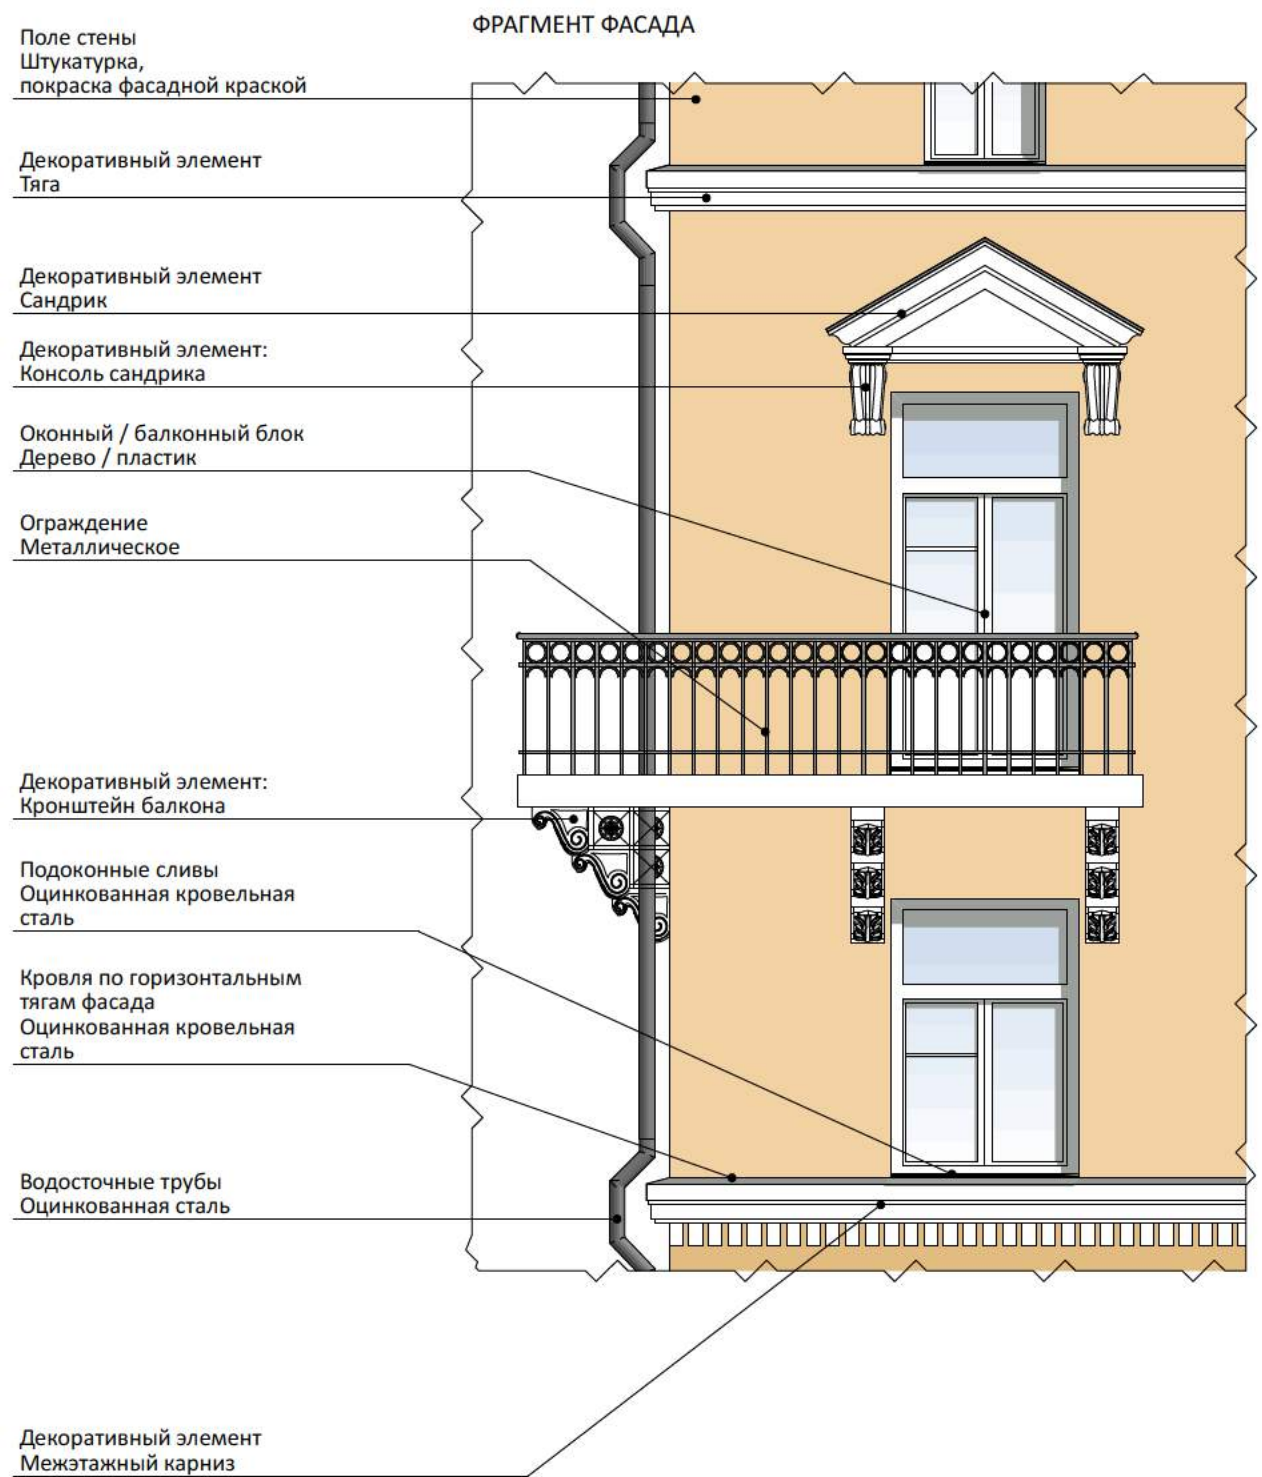 ФРАГМЕНТ ФАСАДА
Поле стены
Штукатурка,
покраска фасадной краской
Декоративный элемент
Тяга
Декоративный элемент
Сандрик
Декоративный элемент:
Консоль сандрика
Оконный / балконный блок
Дерево / пластик
Ограждение
Металлическое
Декоративный элемент:
Кронштейн балкона
Подоконные сливы
Оцинкованная кровельная
сталь
Кровля по горизонтальным
тягам фасада
Оцинкованная кровельная
сталь
Водосточные трубы
Оцинкованная сталь
Декоративный элемент
Межэтажный карниз